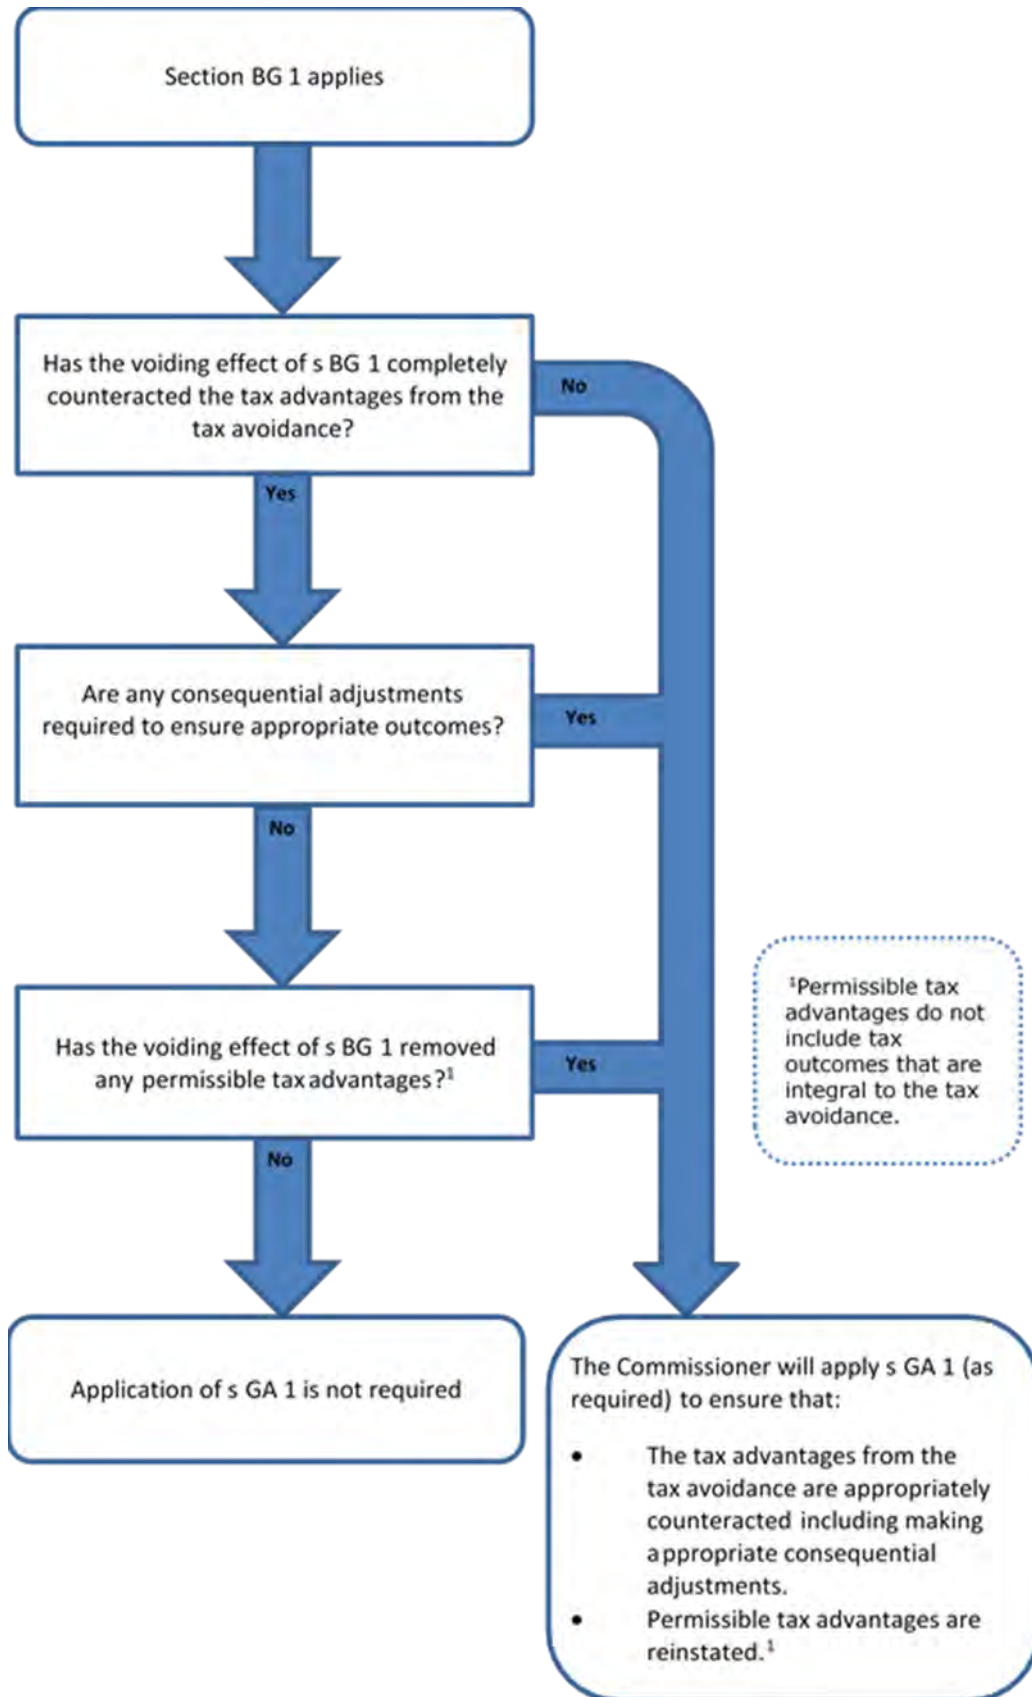 Section BG 1 applies
Has the voiding effect of s BG 1 completely
counteracted the tax advantages from the
tax avoidance?
No
Yes
Are any consequential adjustments
required to ensure appropriate outcomes?
Yes
No
¹Permissible tax
advantages do not
include tax
outcomes that are
integral to the tax
avoidance.
Has the voiding effect of s BG 1 removed
any permissible tax advantages?¹
Yes
No
Application of s GA 1 is not required
The Commissioner will apply s GA 1 (as
required) to ensure that:
• The tax advantages from the
tax avoidance are appropriately
counteracted including making
appropriate consequential
adjustments.
• Permissible tax advantages are
reinstated.¹